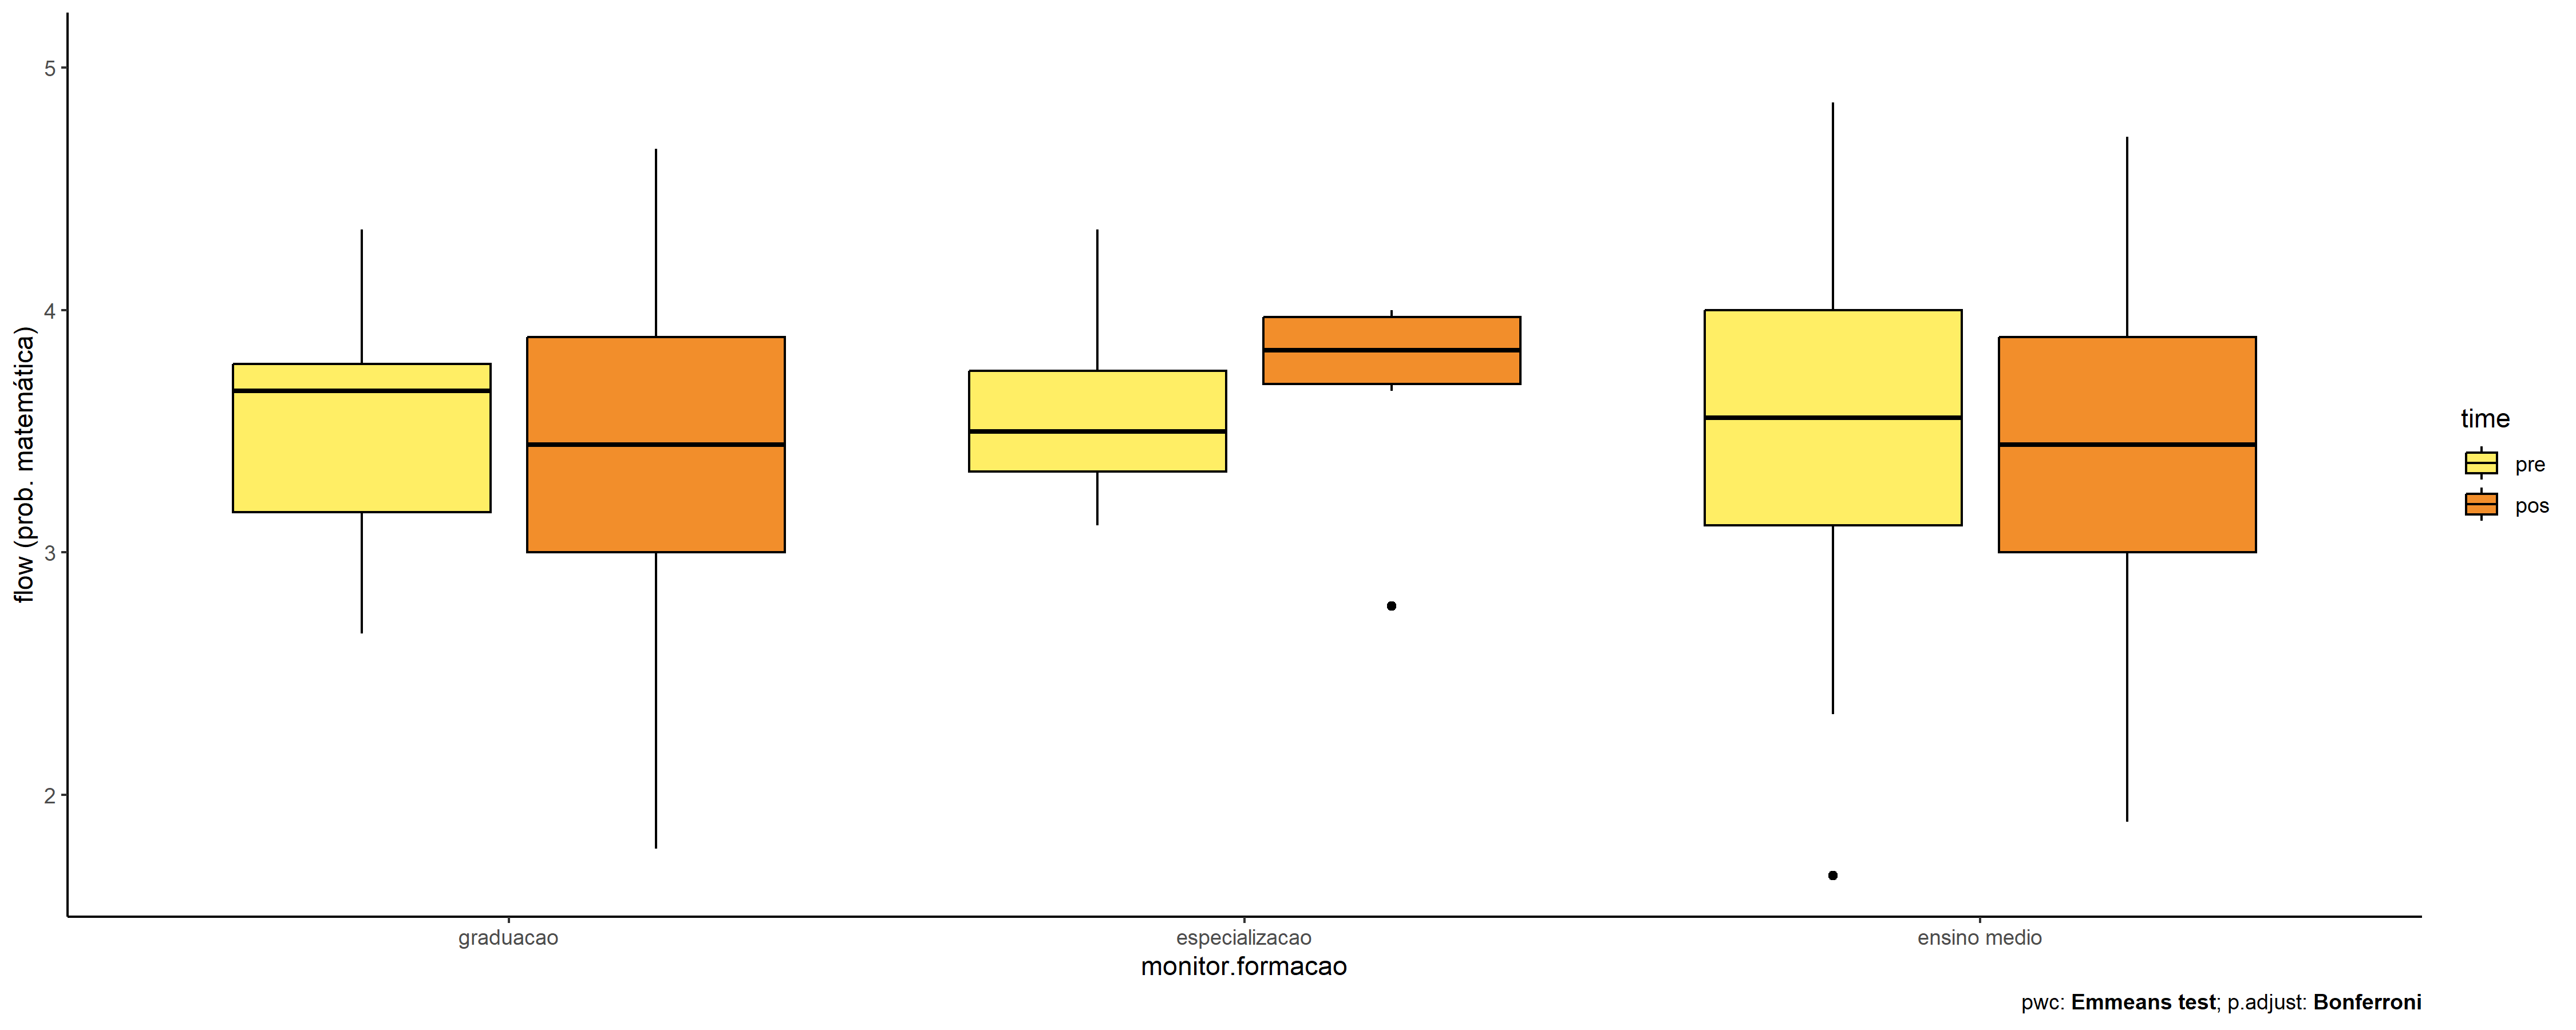 flow (prob. matemática)
5
4
3
2
graduacao
especializacao
ensino medio
monitor.formacao
time
pre
pos
pwc: Emmeans test; p.adjust: Bonferroni